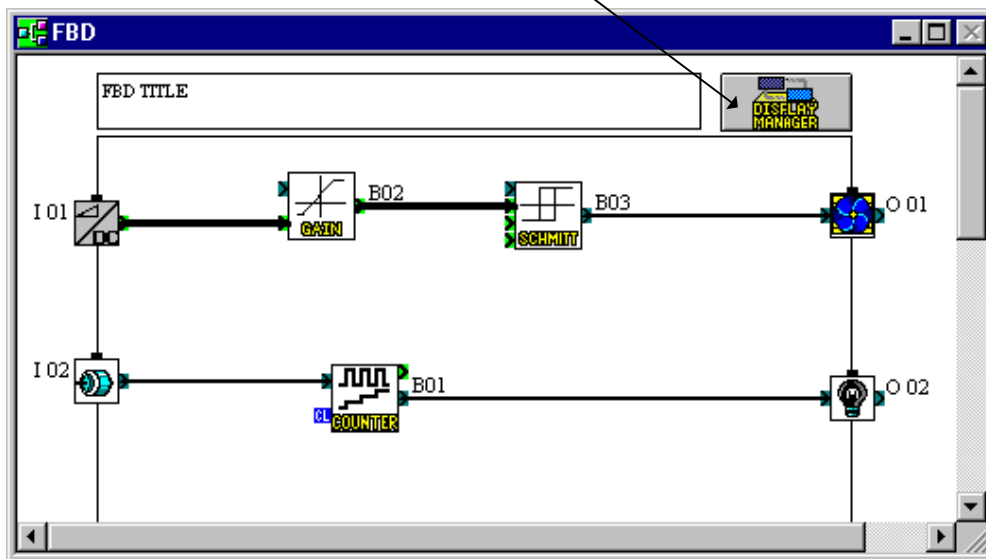 FBD
FBD TITLE
DISPLAY
MANAGER
I 01
DC
GAIN
B02
SCHMITT
B03
O 01
I 02
CL
COUNTER
B01
O 02